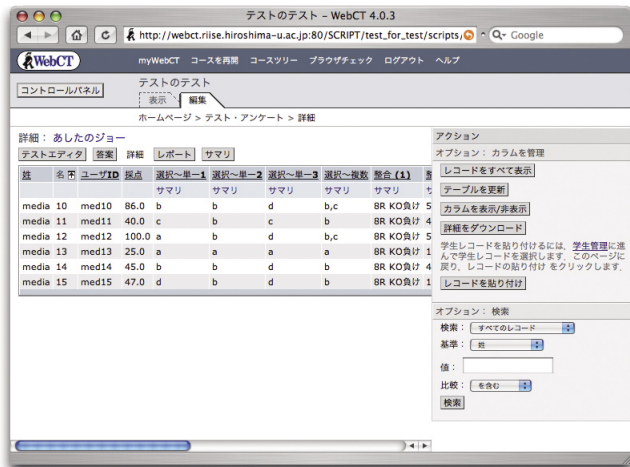 テストのテスト – WebCT 4.0.3
http://webct.riise.hiroshima-u.ac.jp:80/SCRIPT/test_for_test/scripts/ Google
WebCT myWebCT コースを再開 コースツリー ブラウザチェック ログアウト ヘルプ
コントロールパネル テストのテスト
表示 編集
ホームページ > テスト・アンケート > 詳細
詳細： あしたのジョー
テストエディタ 答案 詳細 レポート サマリ
姓 名 ユーザID 採点 選択～単一1 選択～単一2 選択～単一3 選択～複数 整合 (1)
サマリ サマリ サマリ サマリ サマリ
media 10 med10 86.0 b b d b,c 8R KO負け 5
media 11 med11 40.0 c b c b 8R KO負け 4
media 12 med12 100.0 a b d b,c 8R KO負け 5
media 13 med13 25.0 a a a a 8R KO負け 1
media 14 med14 45.0 b b d b 8R KO負け 4
media 15 med15 47.0 d b d b 8R KO負け 1
アクション
オプション： カラムを管理
レコードをすべて表示
テーブルを更新
カラムを表示/非表示
詳細をダウンロード
学生レコードを貼り付けるには，学生管理に進
んで学生レコードを選択します．このページに
戻り，レコードの貼り付け をクリックします．
レコードを貼り付け
オプション： 検索
検索： すべてのレコード
基準： 姓
値：
比較： を含む
検索